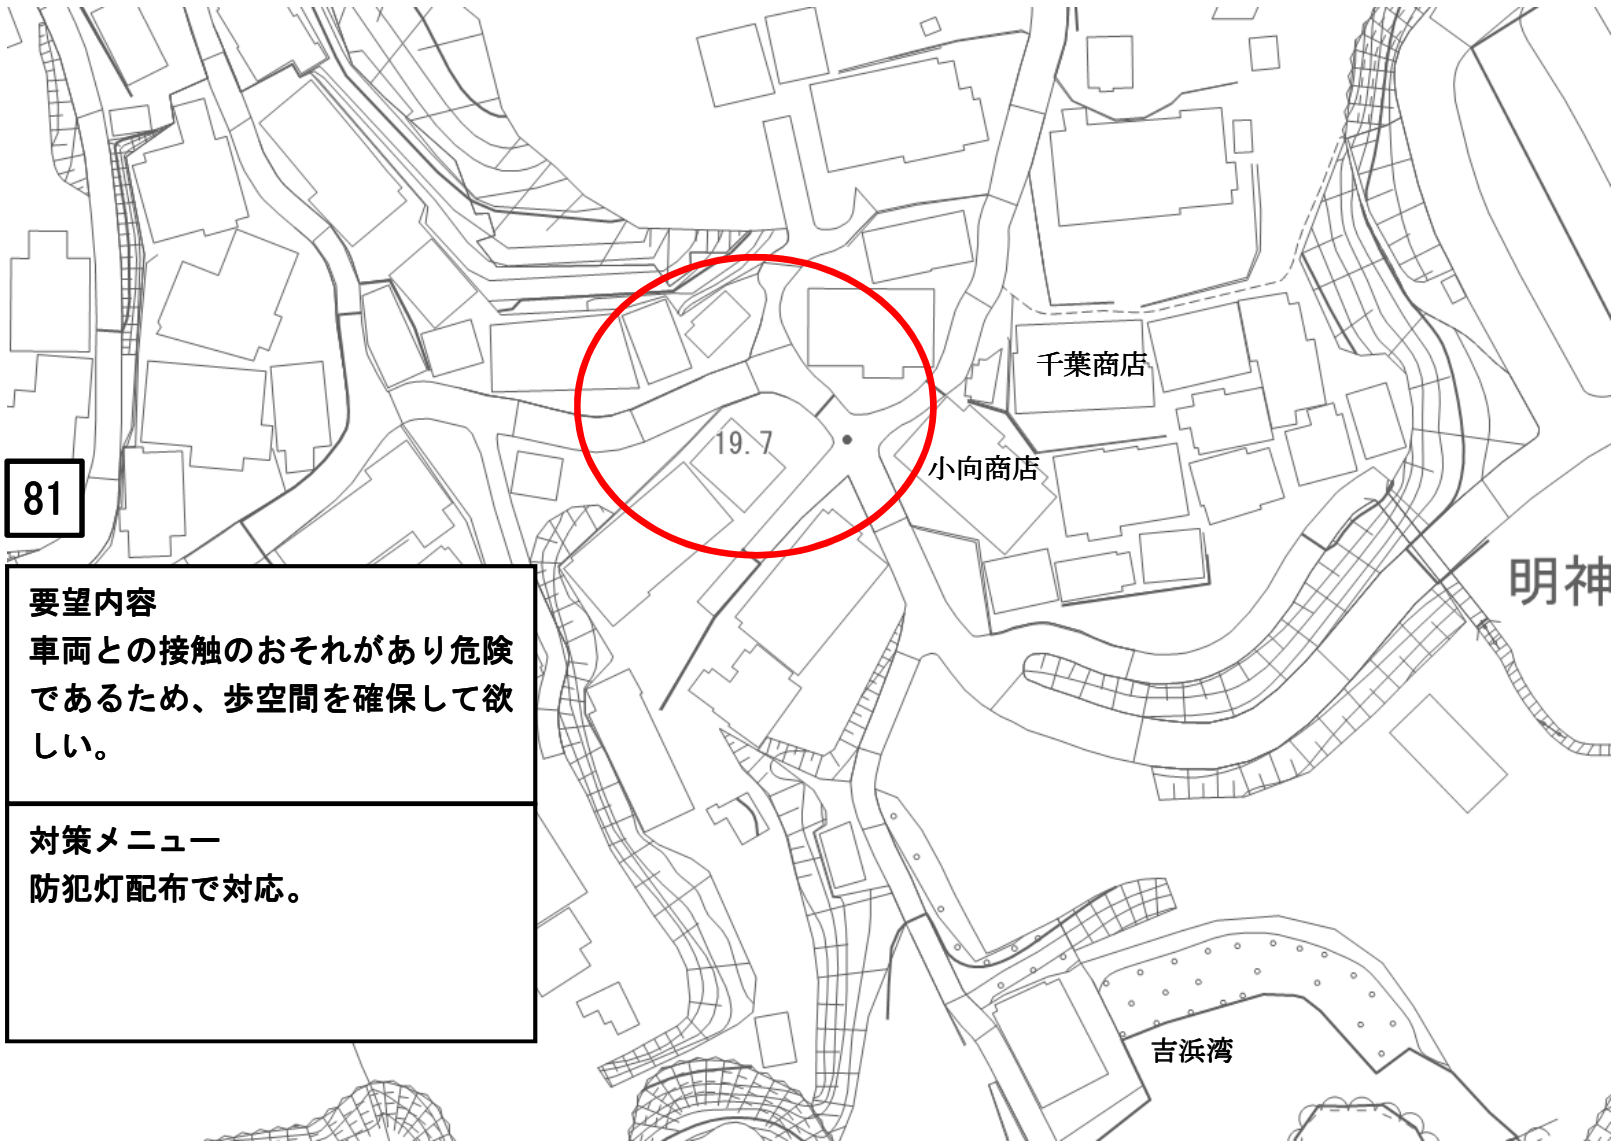 千葉商店
19.7
小向商店
81
明神
要望内容
車両との接触のおそれがあり危険
であるため、歩空間を確保して欲
しい。
対策メニュー
防犯灯配布で対応。
吉浜湾